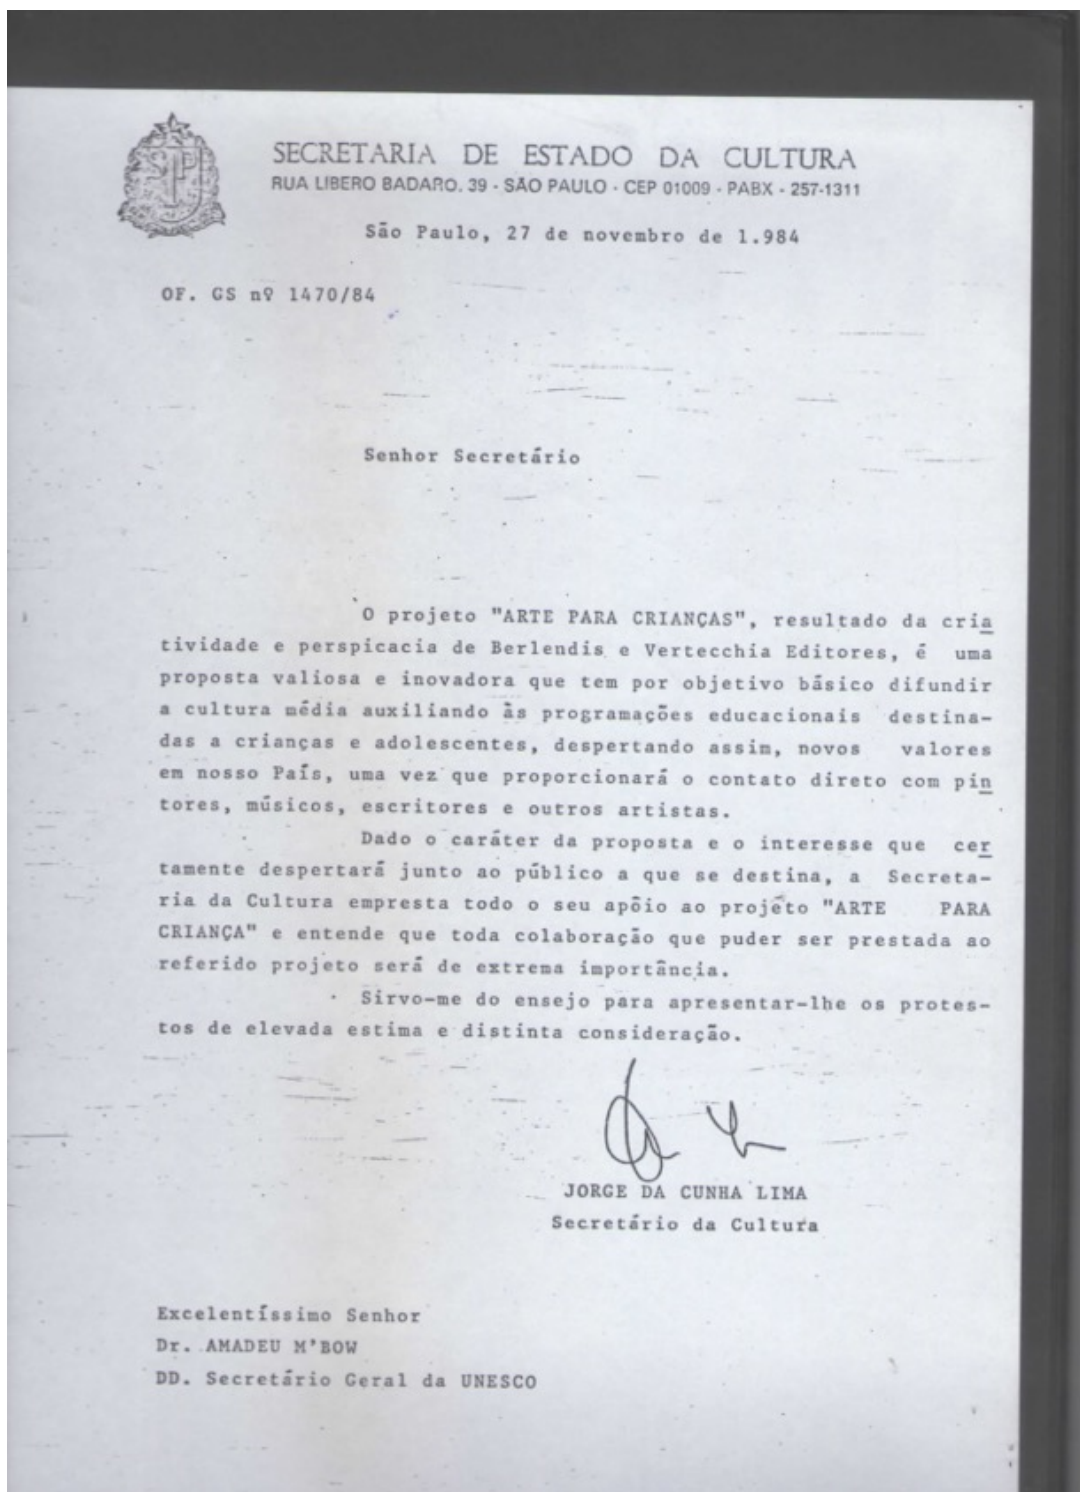 SECRETARIA DE ESTADO DA CULTURA
RUA LIBERO BADARO. 39 - SÃO PAULO - CEP 01009 - PABX - 257-1311
São Paulo, 27 de novembro de 1.984
OF. GS nº 1470/84
Senhor Secretário
O projeto "ARTE PARA CRIANÇAS", resultado da cria
tividade e perspicacia de Berlendis e Vertecchia Editores, é uma
proposta valiosa e inovadora que tem por objetivo básico difundir
a cultura média auxiliando às programações educacionais destina-
das a crianças e adolescentes, despertando assim, novos valores
em nosso País, uma vez que proporcionará o contato direto com pin
tores, músicos, escritores e outros artistas.
Dado o caráter da proposta e o interesse que cer
tamente despertará junto ao público a que se destina, a Secreta-
ria da Cultura empresta todo o seu apôio ao projeto "ARTE PARA
CRIANÇA" e entende que toda colaboração que puder ser prestada ao
referido projeto será de extrema importância.
Sirvo-me do ensejo para apresentar-lhe os protes-
tos de elevada estima e distinta consideração.
JORGE DA CUNHA LIMA
Secretário da Cultura
Excelentíssimo Senhor
Dr. AMADEU M'BOW
DD. Secretário Geral da UNESCO